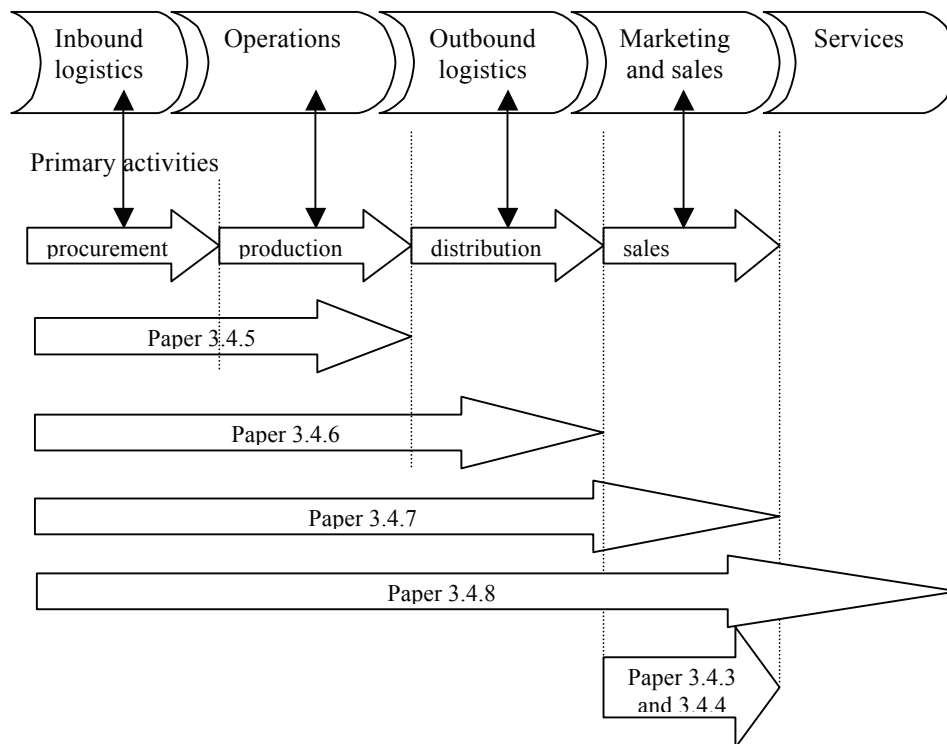 Inbound
logistics
Operations
Outbound
logistics
Marketing
and sales
Services
Primary activities
procurement
production
distribution
sales
Paper 3.4.5
Paper 3.4.6
Paper 3.4.7
Paper 3.4.8
Paper 3.4.3
and 3.4.4